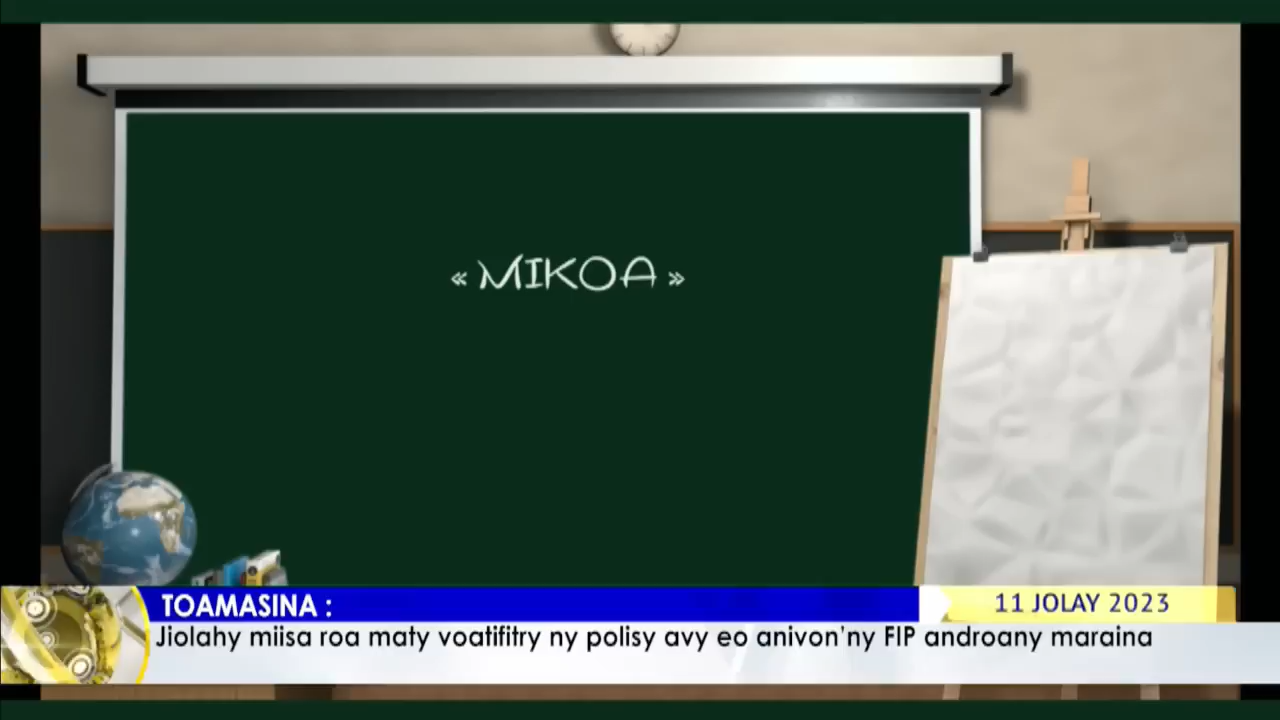 « MIKOA »
TOAMASINA :
11 JOLAY 2023
Jiolahy miisa roa maty voatifitry ny polisy avy eo anivon'ny FIP androany maraina